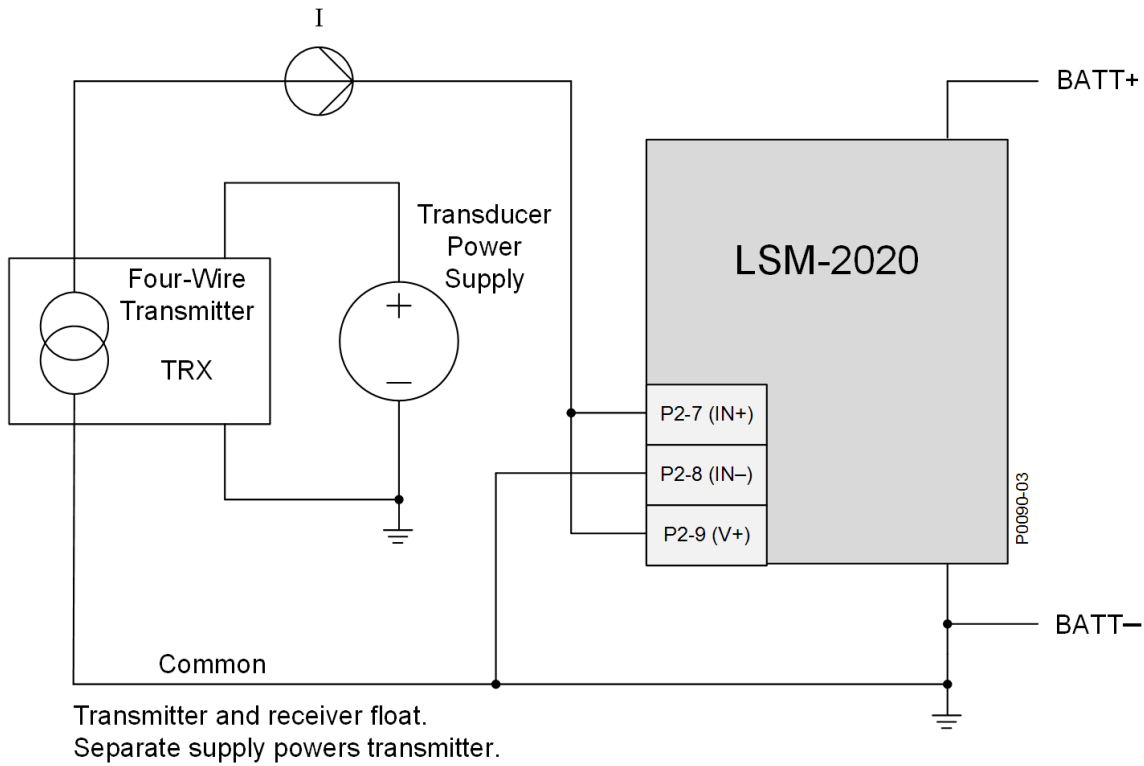 I
BATT+
Transducer
Power
Supply
LSM-2020
Four-Wire
Transmitter
TRX
+
–
P2-7 (IN+)
P2-8 (IN–)
P2-9 (V+)
P0090-03
BATT–
Common
Transmitter and receiver float.
Separate supply powers transmitter.